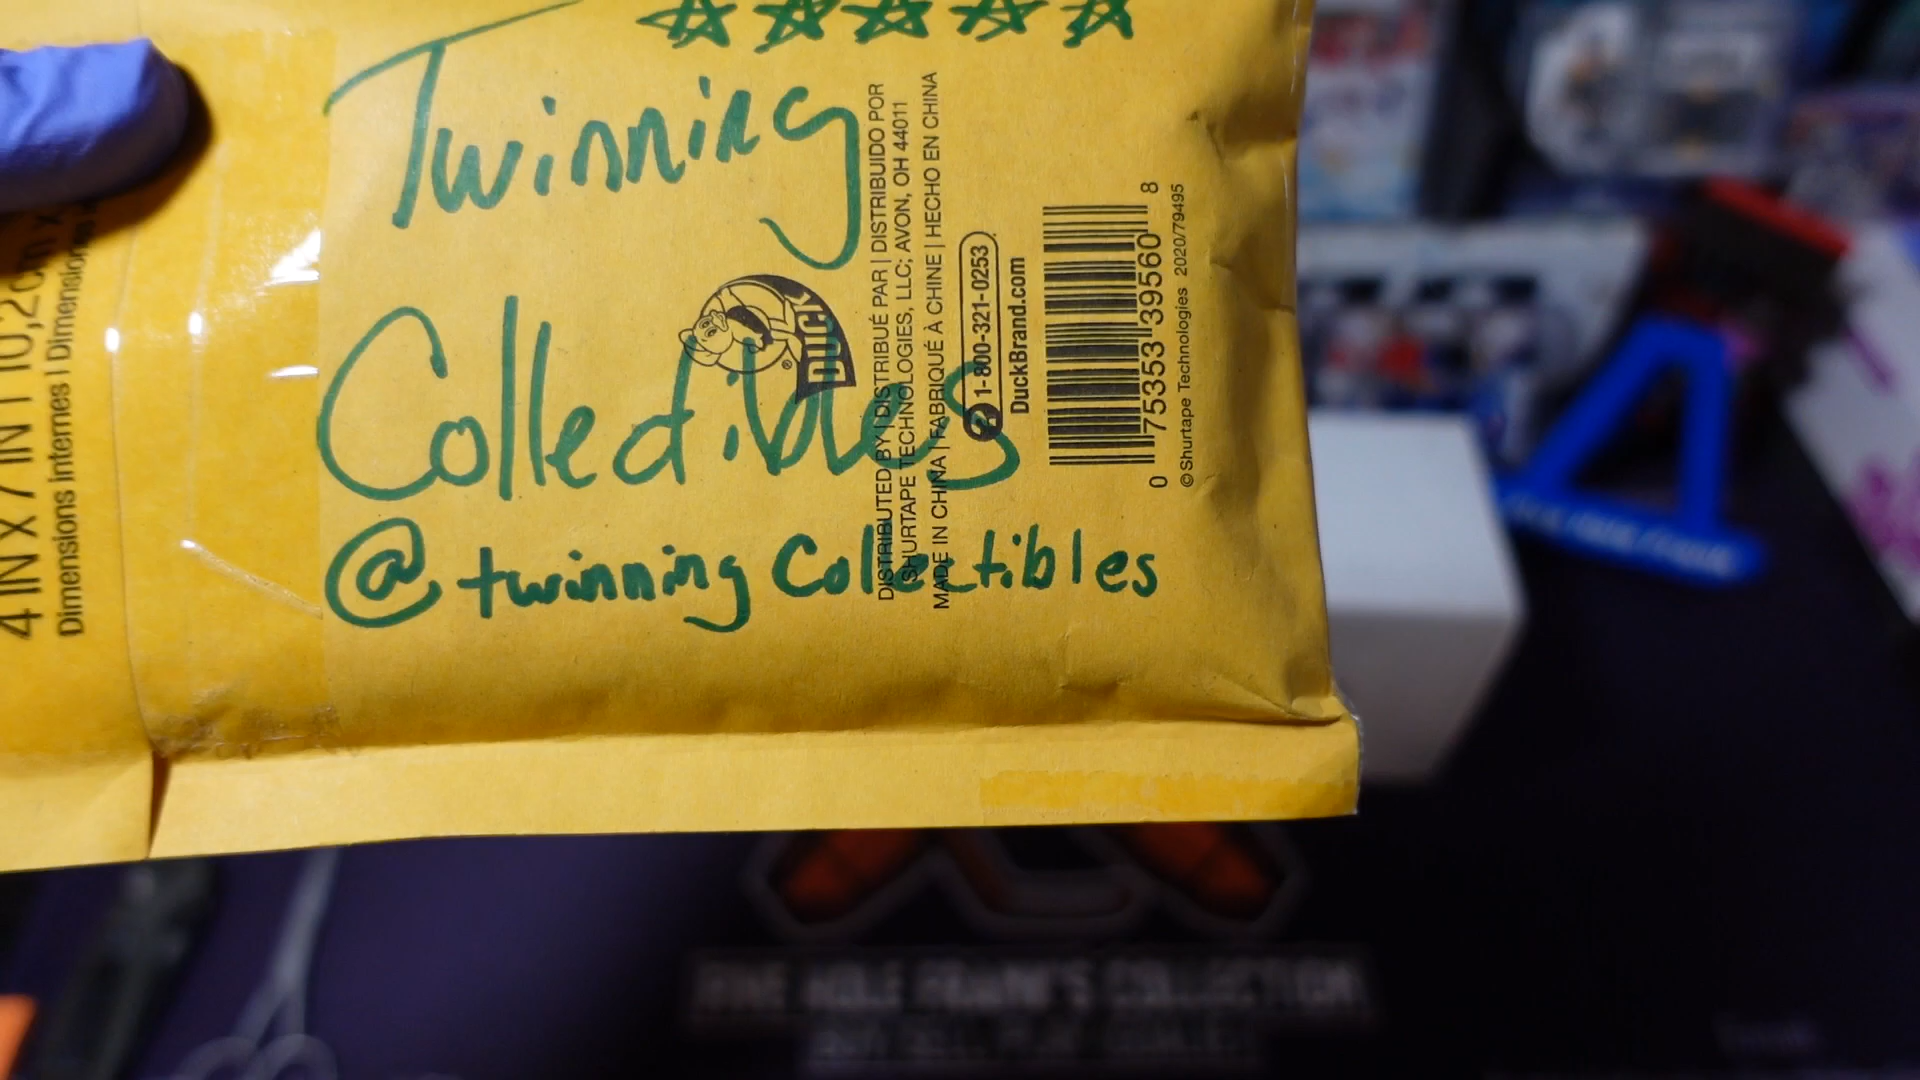 ☆☆☆☆☆
Twinning
Collectibles
@twinning Collectibles
DUCK
®
DISTRIBUTED BY | DISTRIBUÉ PAR | DISTRIBUIDO POR
SHURTAPE TECHNOLOGIES, LLC; AVON, OH 44011
MADE IN CHINA | FABRIQUÉ À CHINE | HECHO EN CHINA
1-800-321-0253
DuckBrand.com
0 75353 39560 8
©Shurtape Technologies 2020/79495
4 IN X 7 IN | 10,2cm x
Dimensions internes | Dimensiones
COLLECTION